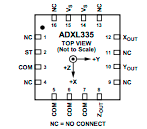 NC
Vs
Vs
NC
16
15
14
13
ADXL335
TOP VIEW
(Not to Scale)
NC 1
ST 2
COM 3
NC 4
12 XOUT
11 NC
10 YOUT
9 NC
+Y
+Z
+X
5
6
7
8
COM
COM
COM
ZOUT
NC = NO CONNECT